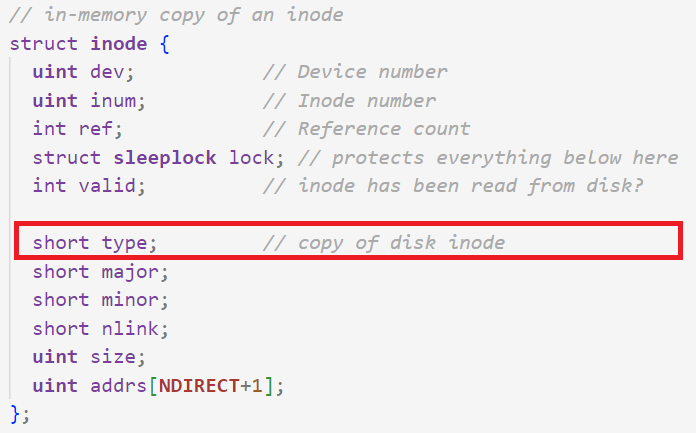 // in-memory copy of an inode
struct inode {
uint dev; // Device number
uint inum; // Inode number
int ref; // Reference count
struct sleeplock lock; // protects everything below here
int valid; // inode has been read from disk?
short type; // copy of disk inode
short major;
short minor;
short nlink;
uint size;
uint addrs[NDIRECT+1];
};